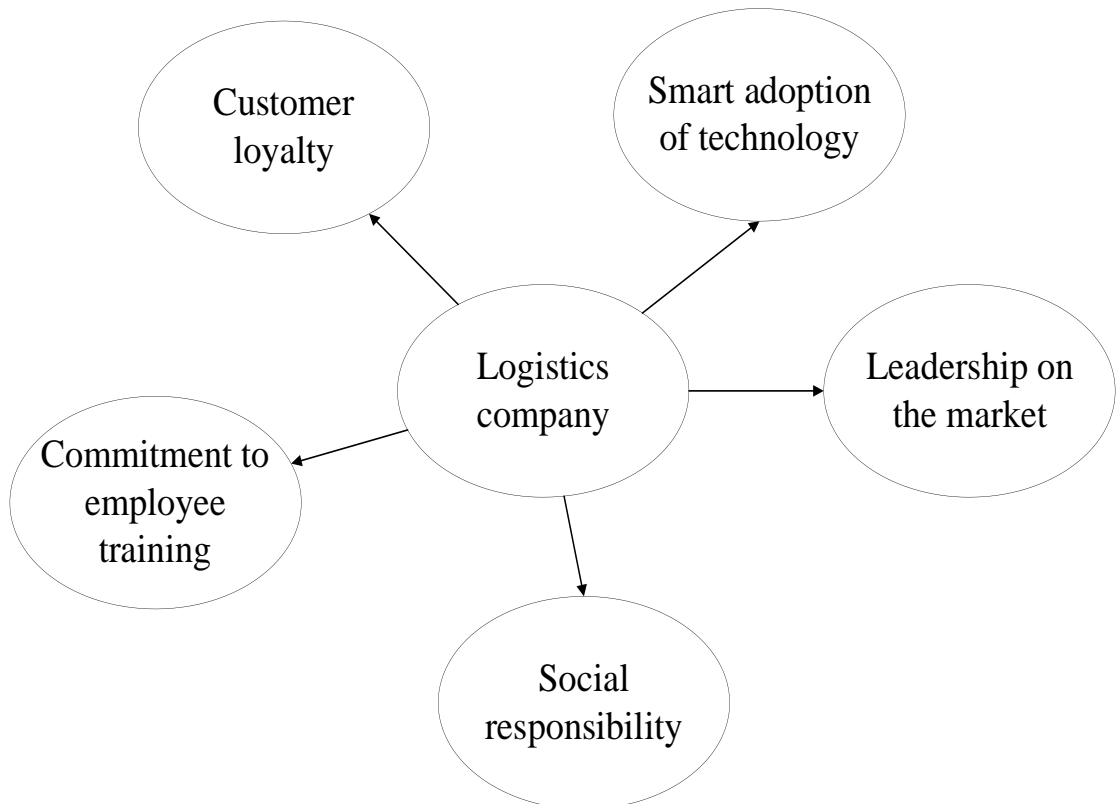 Customer
loyalty
Smart adoption
of technology
Logistics
company
Leadership on
the market
Commitment to
employee
training
Social
responsibility